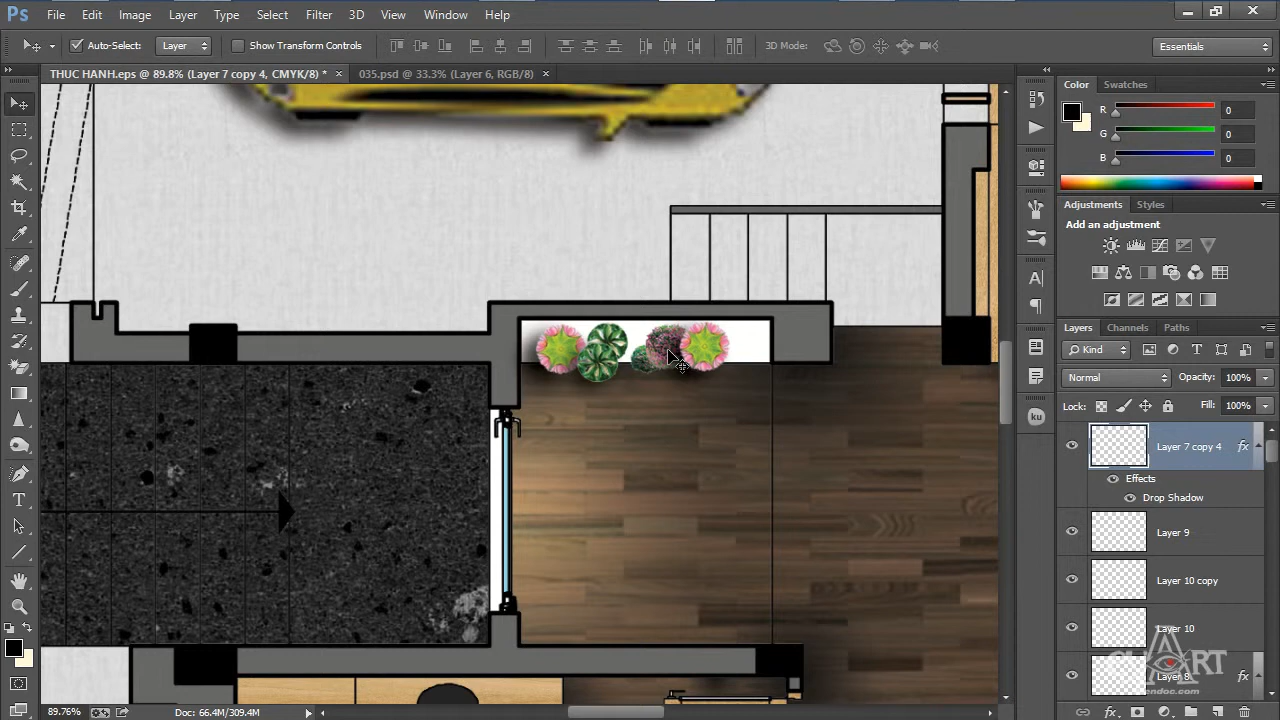 Ps File Edit Image Layer Type Select Filter 3D View Window Help
Auto-Select: Layer Show Transform Controls 3D Mode: Essentials
THUC HANH.eps @ 89.8% (Layer 7 copy 4, CMYK/8) * × 035.psd @ 33.3% (Layer 6, RGB/8) ×
Color Swatches
R 0
G 0
B 0
Adjustments Styles
Add an adjustment
Layers Channels Paths
Kind
Normal Opacity: 100%
Lock: Fill: 100%
Layer 7 copy 4 fx
Effects
Drop Shadow
Layer 9
Layer 10 copy
Layer 10
Layer 8 fx
ku
89.76% Doc: 66.4M/309.4M